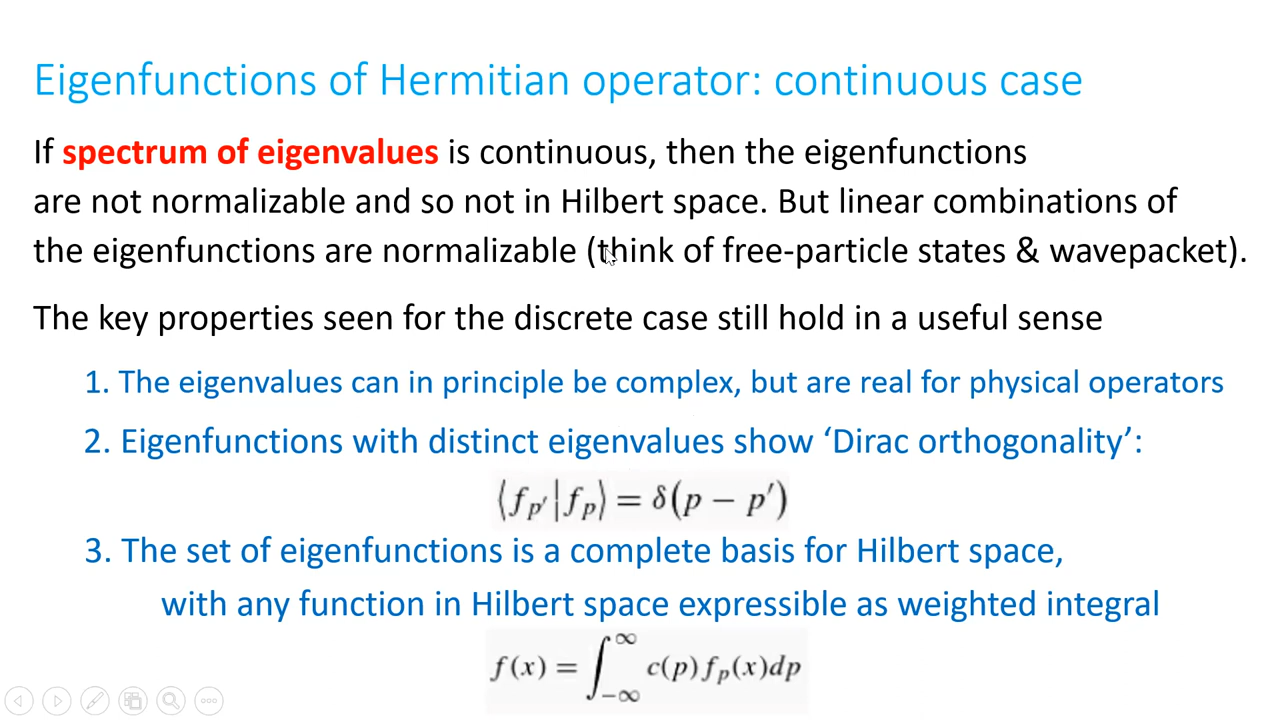 Eigenfunctions of Hermitian operator: continuous case
If spectrum of eigenvalues is continuous, then the eigenfunctions
are not normalizable and so not in Hilbert space. But linear combinations of
the eigenfunctions are normalizable (think of free-particle states & wavepacket).
The key properties seen for the discrete case still hold in a useful sense
1. The eigenvalues can in principle be complex, but are real for physical operators
2. Eigenfunctions with distinct eigenvalues show ‘Dirac orthogonality’:
⟨f_{p′}|f_p⟩ = δ(p − p′)
3. The set of eigenfunctions is a complete basis for Hilbert space,
with any function in Hilbert space expressible as weighted integral
f(x) = ∫_{−∞}^{∞} c(p) f_p(x) dp